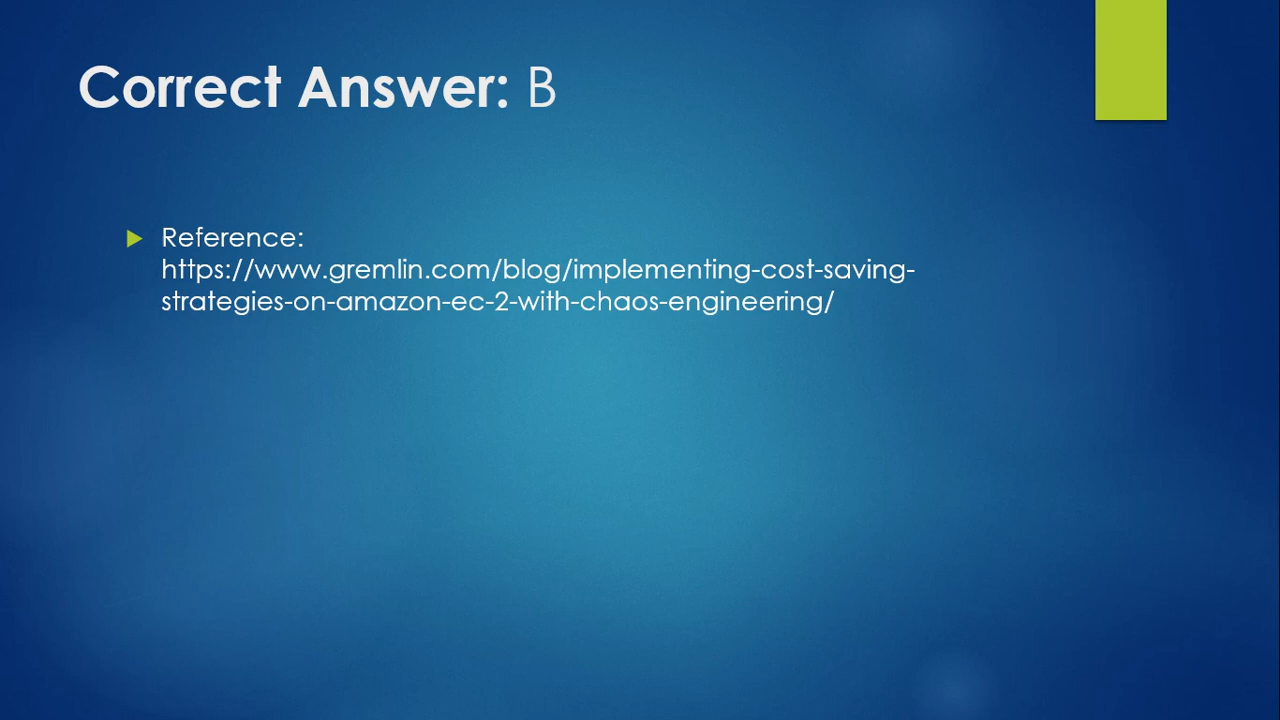 Correct Answer: B
Reference:
https://www.gremlin.com/blog/implementing-cost-saving-
strategies-on-amazon-ec-2-with-chaos-engineering/